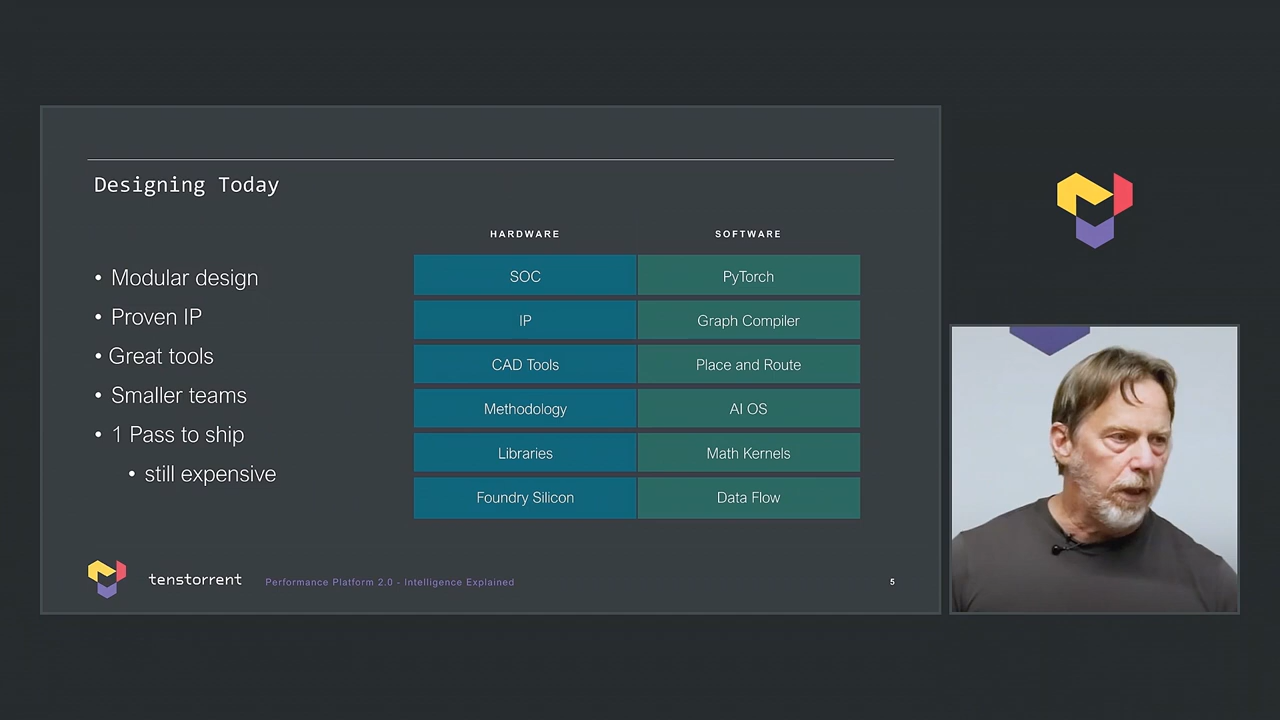 Designing Today
• Modular design
• Proven IP
• Great tools
• Smaller teams
• 1 Pass to ship
• still expensive
HARDWARE SOFTWARE
SOC PyTorch
IP Graph Compiler
CAD Tools Place and Route
Methodology AI OS
Libraries Math Kernels
Foundry Silicon Data Flow
tenstorrent Performance Platform 2.0 - Intelligence Explained 5